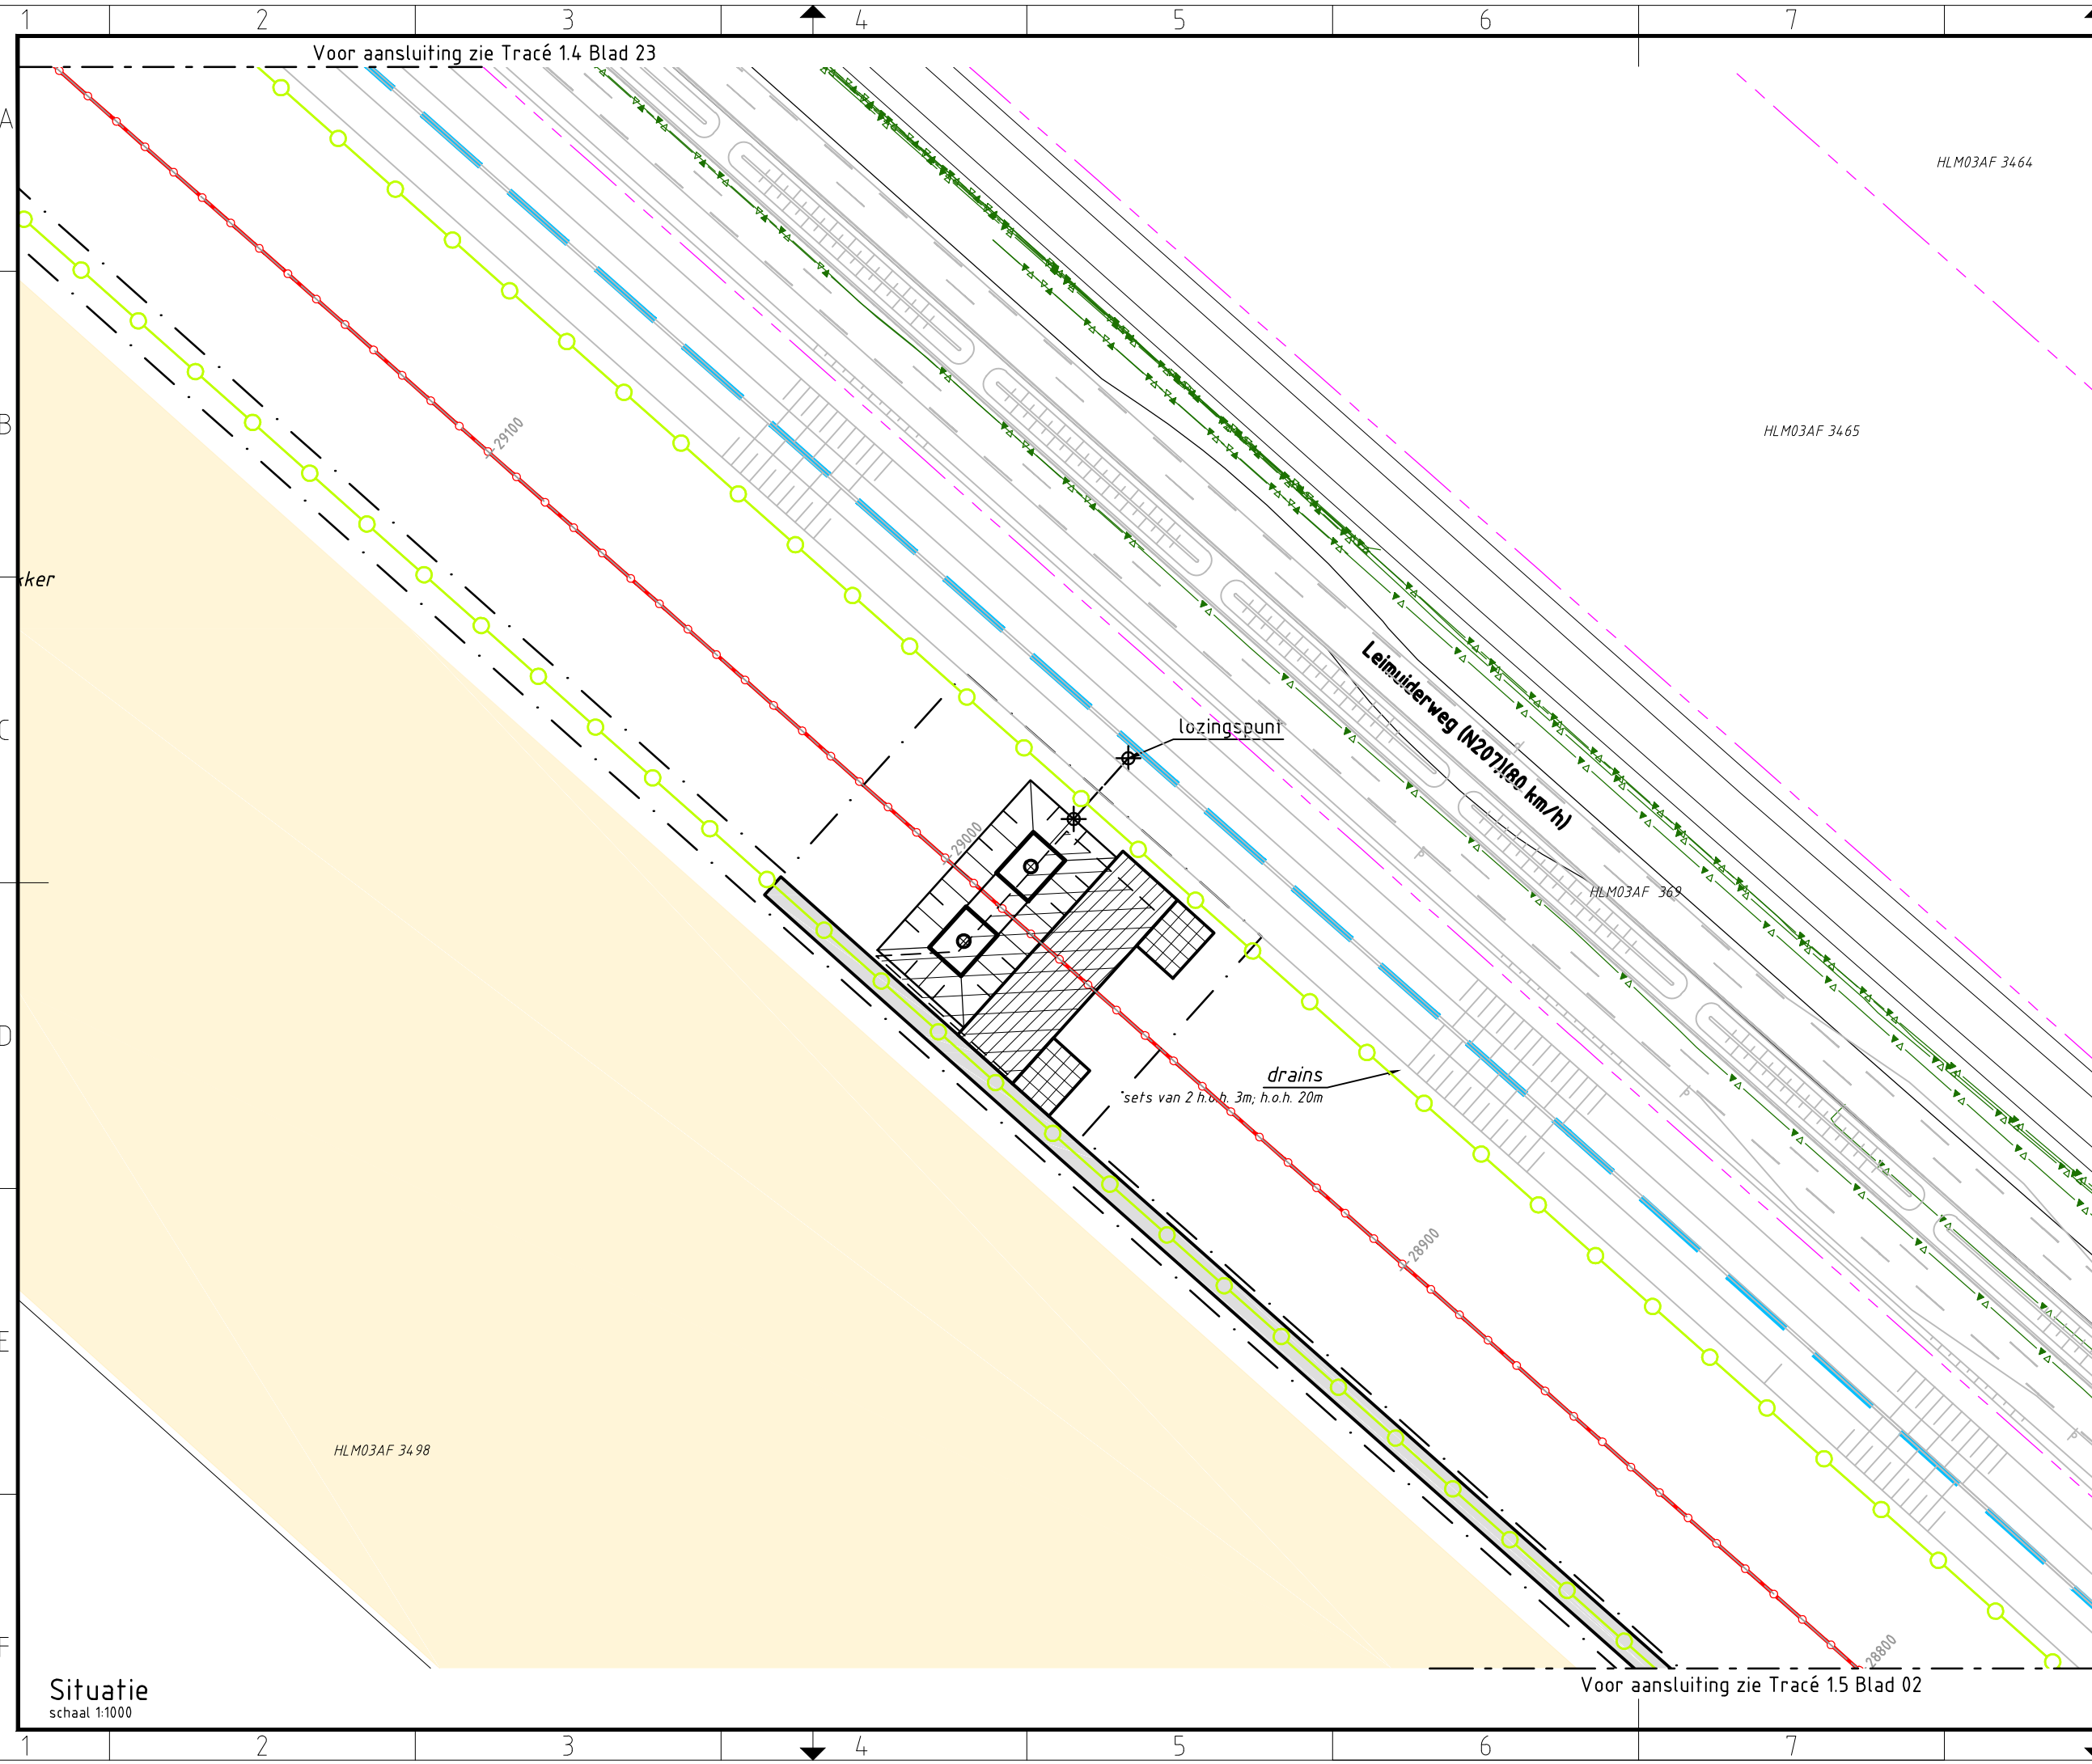 1 2 3 4 5 6 7
Voor aansluiting zie Tracé 1.4 Blad 23
A
HLM03AF 3464
B
29100
HLM03AF 3465
kker
C
Leimuiderweg (N207)(80 km/h)
lozingspunt
29000
HLM03AF 369
D
drains
sets van 2 h.o.h. 3m; h.o.h. 20m
28900
E
HLM03AF 3498
F
28800
Situatie
schaal 1:1000
Voor aansluiting zie Tracé 1.5 Blad 02
1 2 3 4 5 6 7